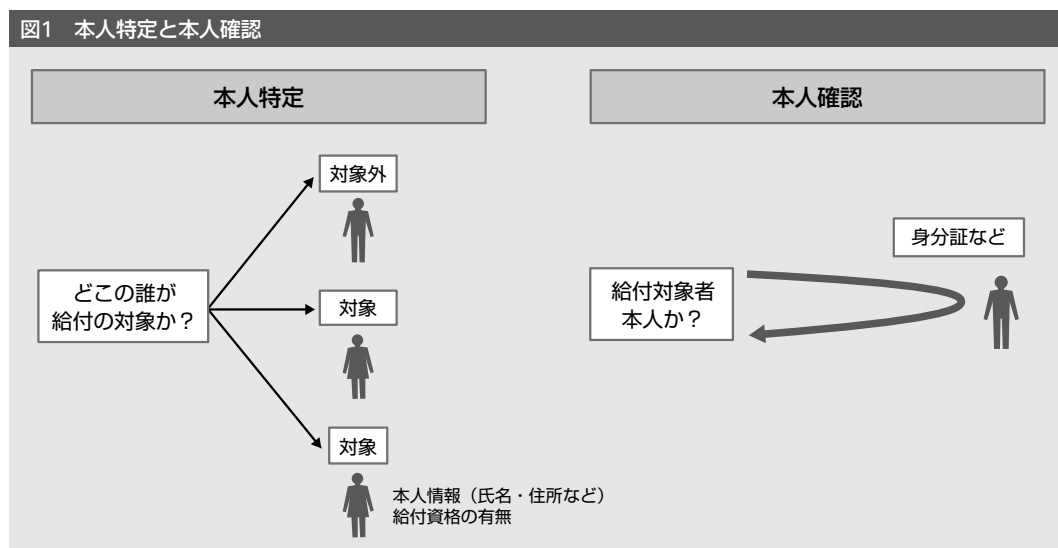 図1　本人特定と本人確認
本人特定
対象外
どこの誰が
給付の対象か？
対象
対象
本人情報（氏名・住所など）
給付資格の有無
本人確認
身分証など
給付対象者
本人か？